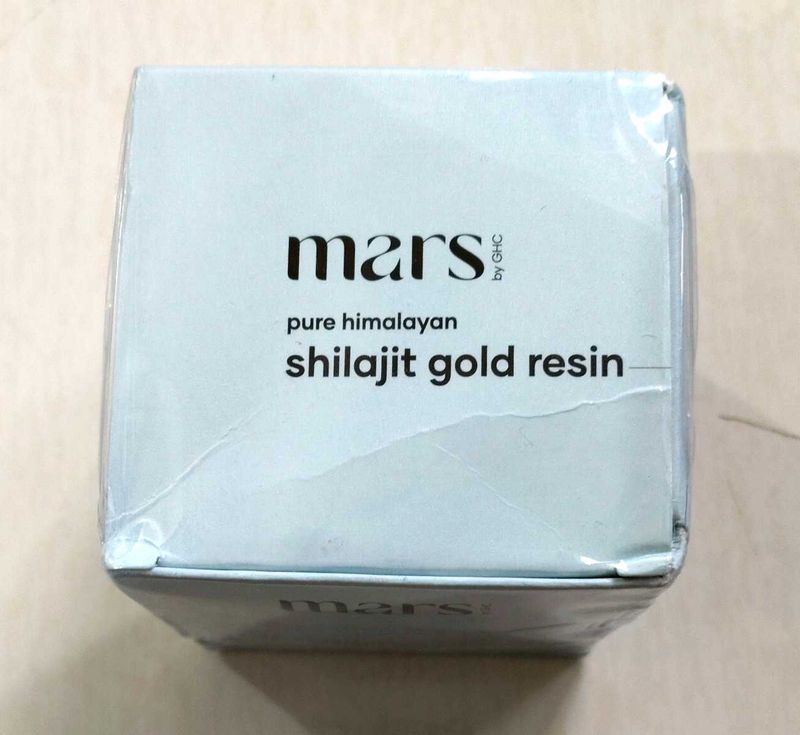 mars
by GHC
pure himalayan
shilajit gold resin
mars